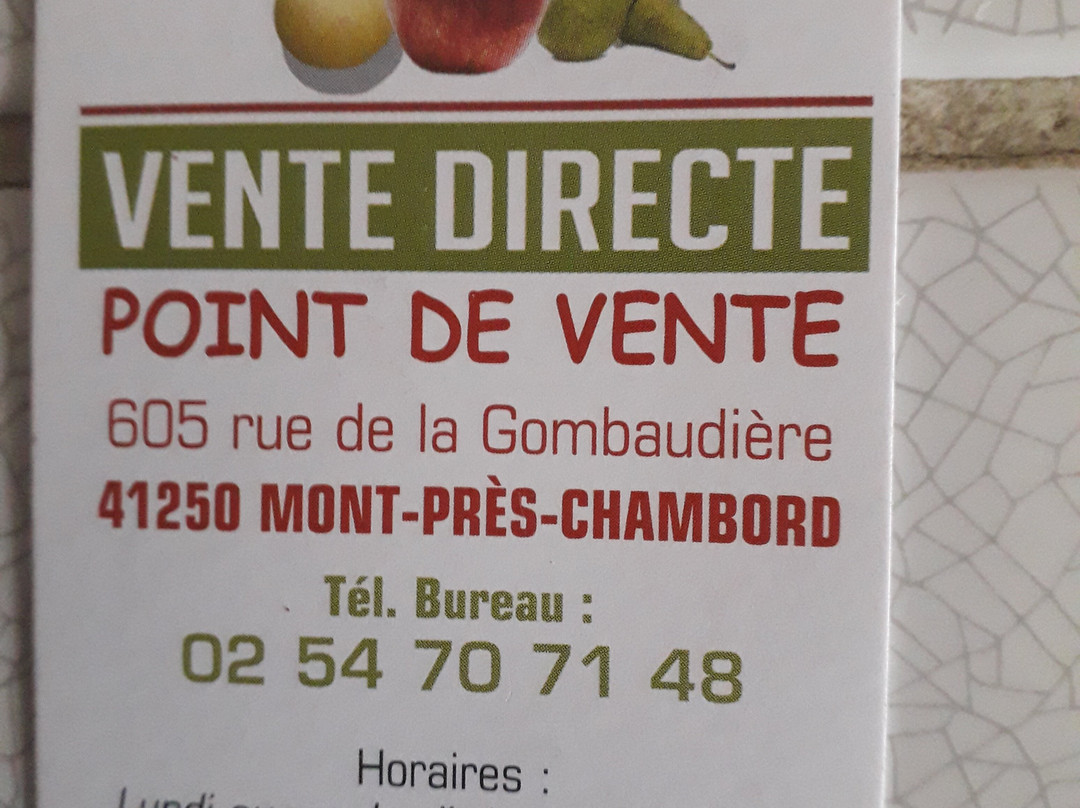 VENTE DIRECTE
POINT DE VENTE
605 rue de la Gombaudière
41250 MONT-PRÈS-CHAMBORD
Tél. Bureau :
02 54 70 71 48
Horaires :
Lundi